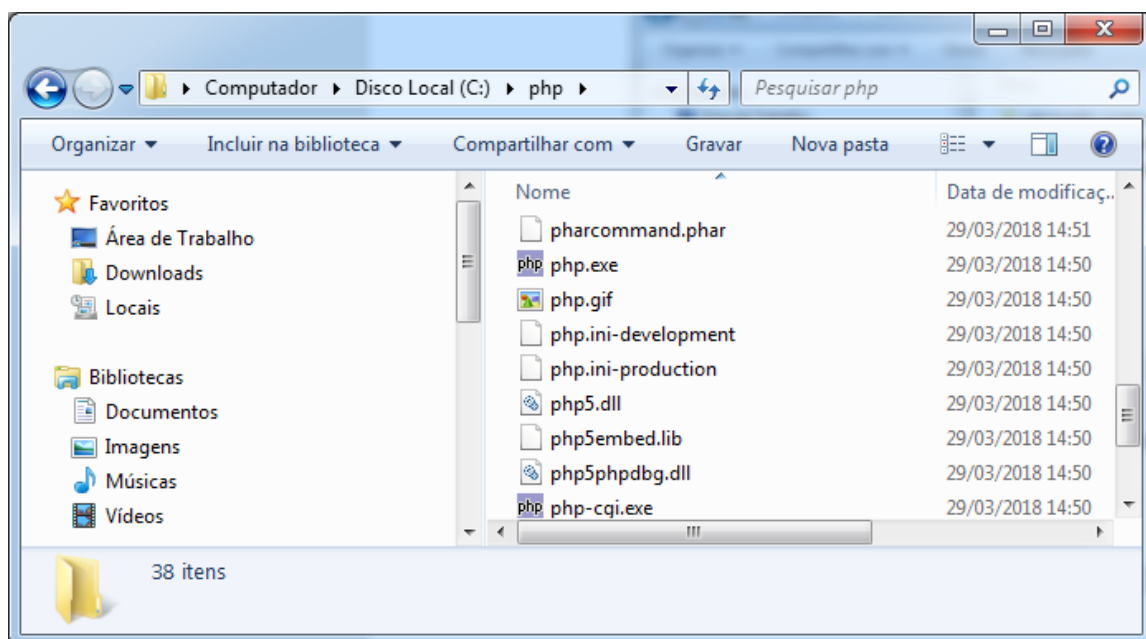 Computador
Disco Local (C:)
php
Pesquisar php
Organizar
Incluir na biblioteca
Compartilhar com
Gravar
Nova pasta
Favoritos
Área de Trabalho
Downloads
Locais
Bibliotecas
Documentos
Imagens
Músicas
Vídeos
Nome
Data de modificaç..
pharcommand.phar
29/03/2018 14:51
php php.exe
29/03/2018 14:50
php.gif
29/03/2018 14:50
php.ini-development
29/03/2018 14:50
php.ini-production
29/03/2018 14:50
php5.dll
29/03/2018 14:50
php5embed.lib
29/03/2018 14:50
php5phpdbg.dll
29/03/2018 14:50
php php-cgi.exe
29/03/2018 14:50
38 itens